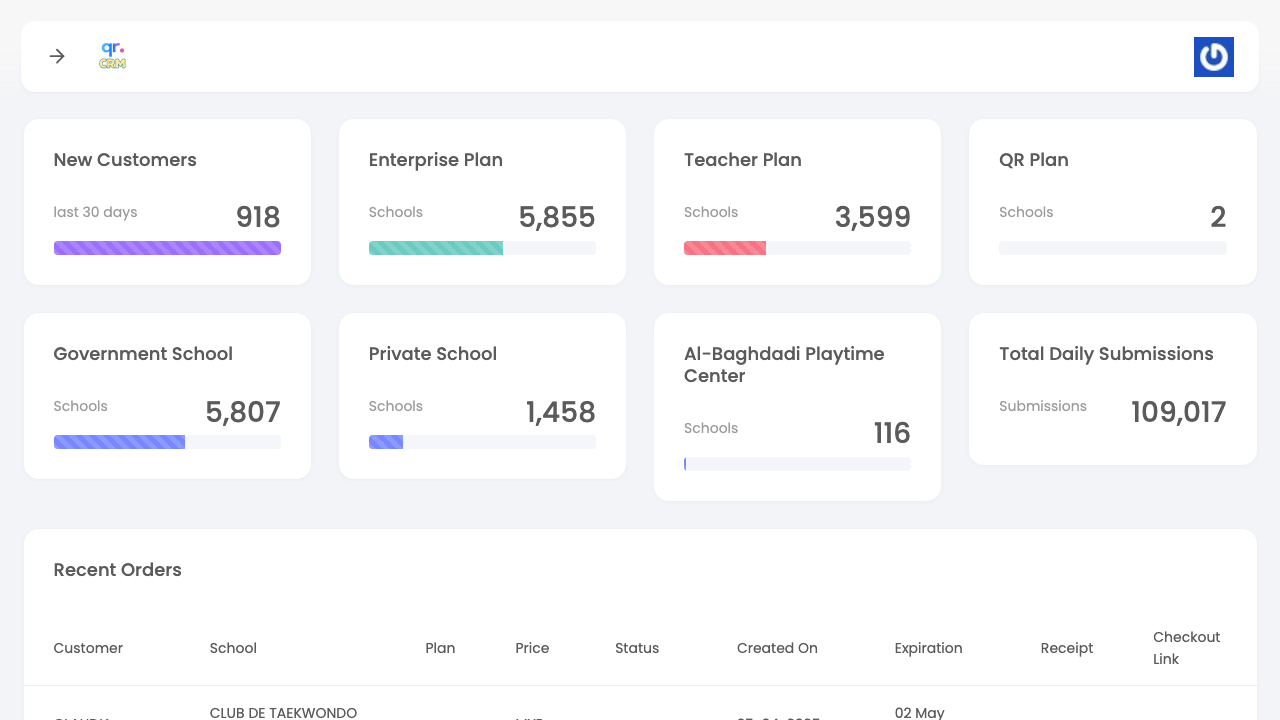 qr.
CRM
New Customers
last 30 days
918
Enterprise Plan
Schools
5,855
Teacher Plan
Schools
3,599
QR Plan
Schools
2
Government School
Schools
5,807
Private School
Schools
1,458
Al-Baghdadi Playtime
Center
Schools
116
Total Daily Submissions
Submissions
109,017
Recent Orders
Customer
School
Plan
Price
Status
Created On
Expiration
Receipt
Checkout
Link
CLUB DE TAEKWONDO
02 May